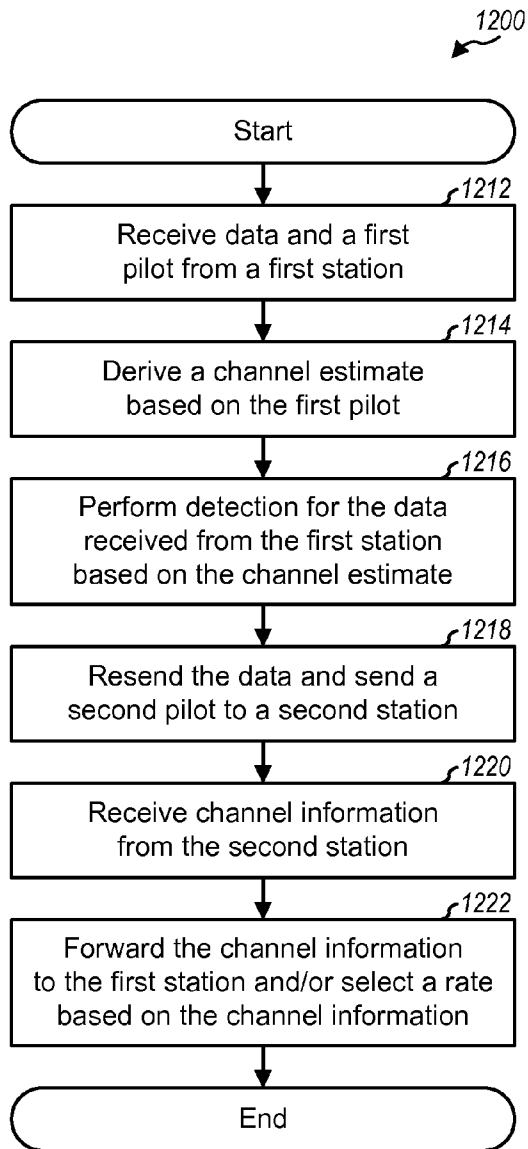 1200
Start
1212
Receive data and a first
pilot from a first station
1214
Derive a channel estimate
based on the first pilot
1216
Perform detection for the data
received from the first station
based on the channel estimate
1218
Resend the data and send a
second pilot to a second station
1220
Receive channel information
from the second station
1222
Forward the channel information
to the first station and/or select a rate
based on the channel information
End